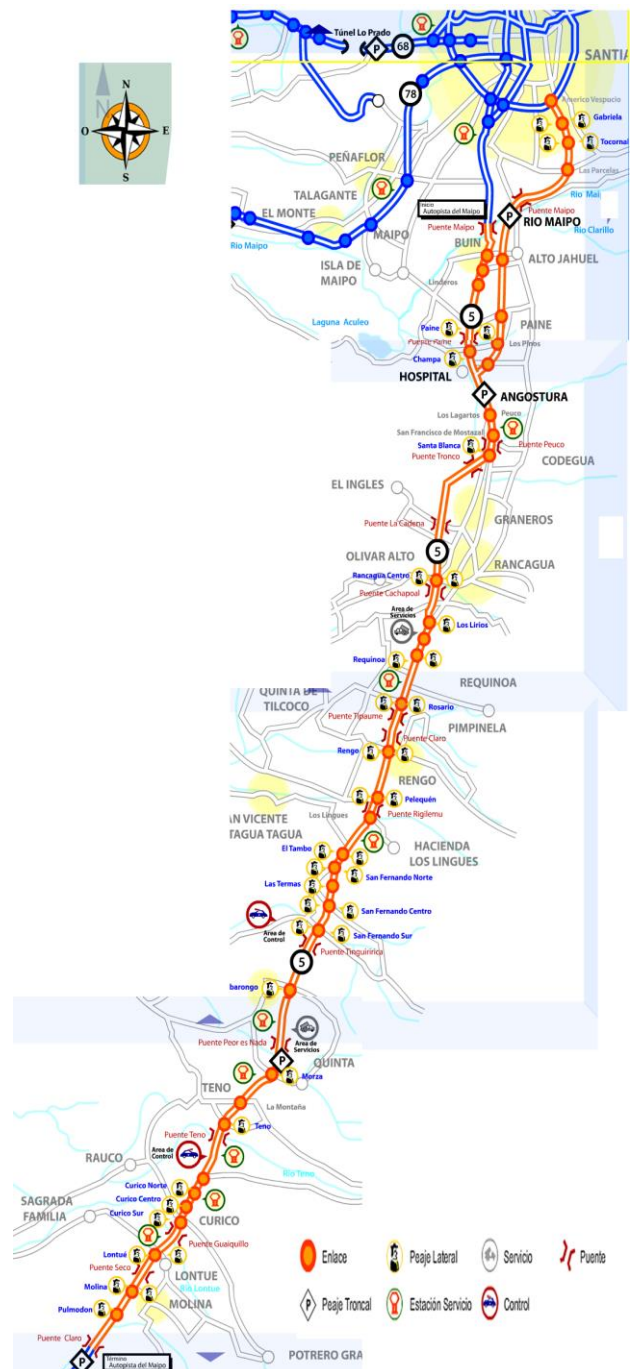 Túnel Lo Prado
P
68
SANTIA
N
N
O
E
S
78
Americo Vespucio
Gabriela
Tocornal
PEÑAFLOR
Las Parcelas
TALAGANTE
Rio Mai
EL MONTE
Inicio
Autopista del Maipo
Puente Maipo
P
RIO MAIPO
Rio Maipo
MAIPO
Puente Maipo
Rio Clarillo
BUIN
ALTO JAHUEL
ISLA DE
MAIPO
Linderos
5
Laguna Aculeo
Paine
PAINE
Puente Paine
Los Pinos
Champa
HOSPITAL
P
ANGOSTURA
Los Lagartos
Peuco
San Francisco de Mostazal
Santa Blanca
Puente Peuco
Puente Tronco
CODEGUA
EL INGLES
GRANEROS
Puente La Cadena
5
OLIVAR ALTO
RANCAGUA
Rancagua Centro
Puente Cachapoal
Area de
Servicios
Los Lirios
Requinoa
REQUINOA
QUINTA DE
TILCOCO
Rosario
Puente Tipaume
PIMPINELA
Puente Claro
Rengo
RENGO
Pelequén
Los Lingues
Puente Rigilemu
AN VICENTE
TAGUA TAGUA
HACIENDA
LOS LINGUES
El Tambo
San Fernando Norte
Las Termas
San Fernando Centro
Area de
Control
San Fernando Sur
Puente Tinguiririca
5
barongo
Puente Peor es Nada
Area de
Servicios
P
QUINTA
Morza
TENO
La Montaña
Teno
Puente Teno
Area de
Control
RAUCO
Rio Teno
Curico Norte
SAGRADA
FAMILIA
Curico Centro
Curico Sur
CURICO
Puente Guaiquillo
Lontué
Puente Seco
LONTUE
Rio Lontue
Molina
MOLINA
Pulmodon
Puente Claro
P
Término
Autopista del Maipo
POTRERO GRA
Enlace
Peaje Lateral
Servicio
Puente
P
Peaje Troncal
Estación Servicio
Control